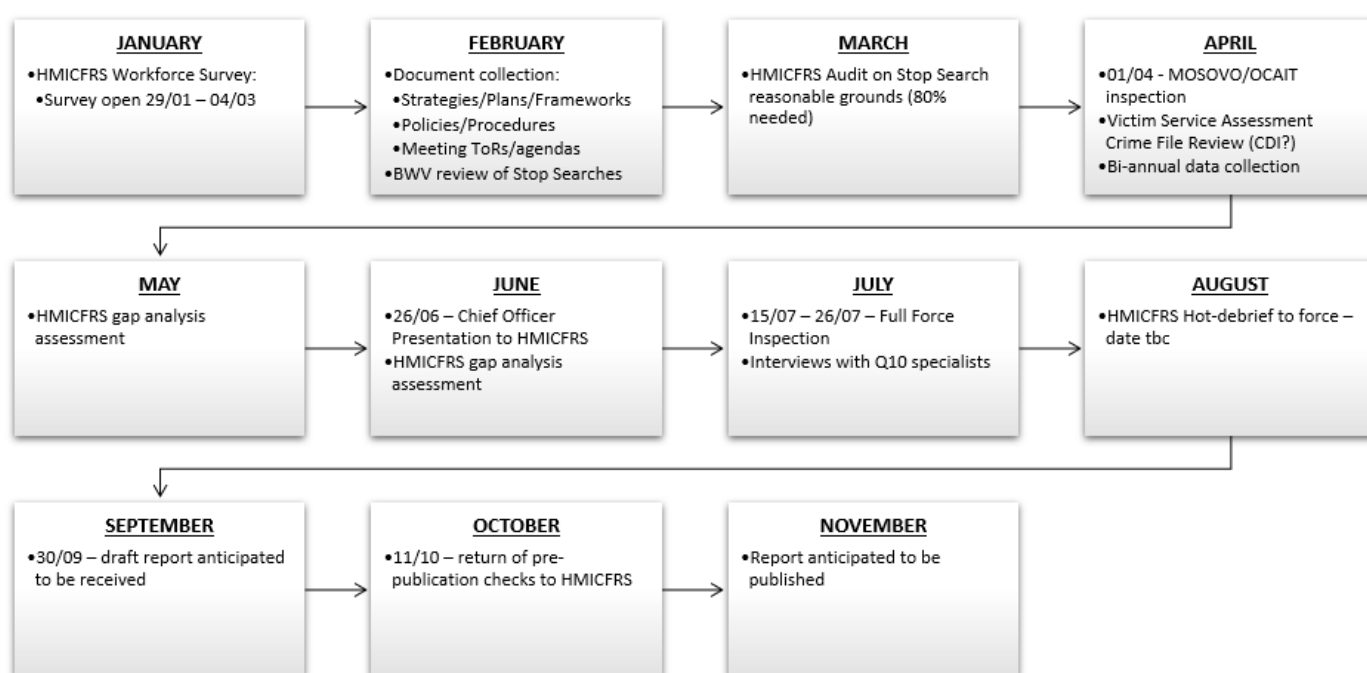 JANUARY
•HMICFRS Workforce Survey:
•Survey open 29/01 – 04/03
FEBRUARY
•Document collection:
•Strategies/Plans/Frameworks
•Policies/Procedures
•Meeting ToRs/agendas
•BWV review of Stop Searches
MARCH
•HMICFRS Audit on Stop Search
reasonable grounds (80%
needed)
APRIL
•01/04 - MOSOVO/OCAIT
inspection
•Victim Service Assessment
Crime File Review (CDI?)
•Bi-annual data collection
MAY
•HMICFRS gap analysis
assessment
JUNE
•26/06 – Chief Officer
Presentation to HMICFRS
•HMICFRS gap analysis
assessment
JULY
•15/07 – 26/07 – Full Force
Inspection
•Interviews with Q10 specialists
AUGUST
•HMICFRS Hot-debrief to force –
date tbc
SEPTEMBER
•30/09 – draft report anticipated
to be received
OCTOBER
•11/10 – return of pre-
publication checks to HMICFRS
NOVEMBER
•Report anticipated to be
published